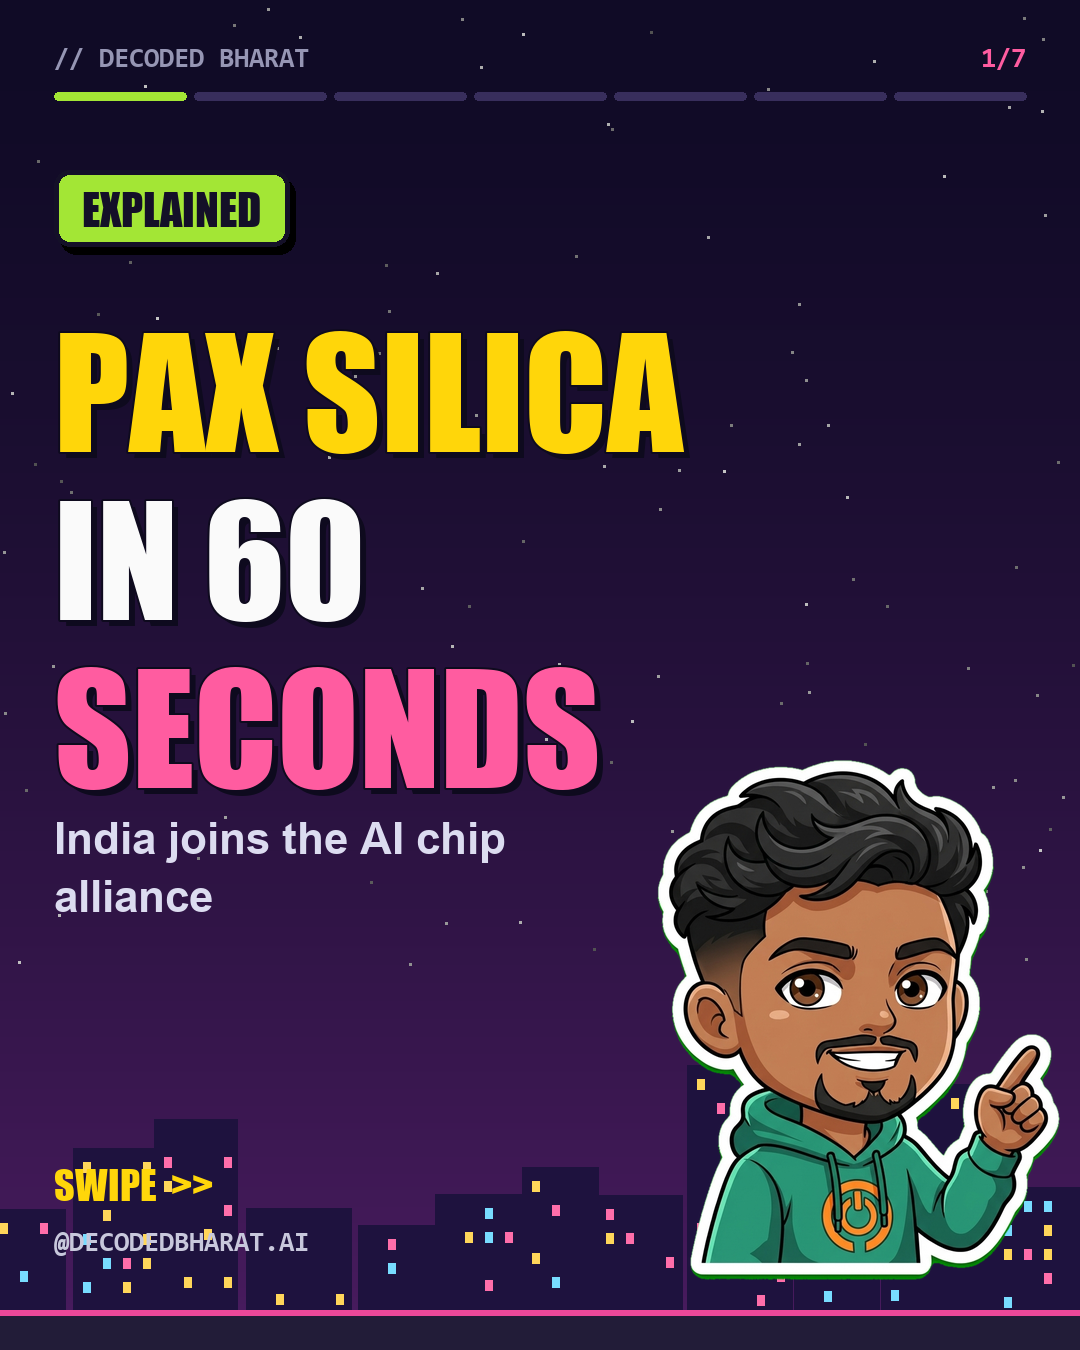 // DECODED BHARAT
1/7
EXPLAINED
PAX SILICA
IN 60
SECONDS
India joins the AI chip
alliance
SWIPE >>
@DECODEDBHARAT.AI